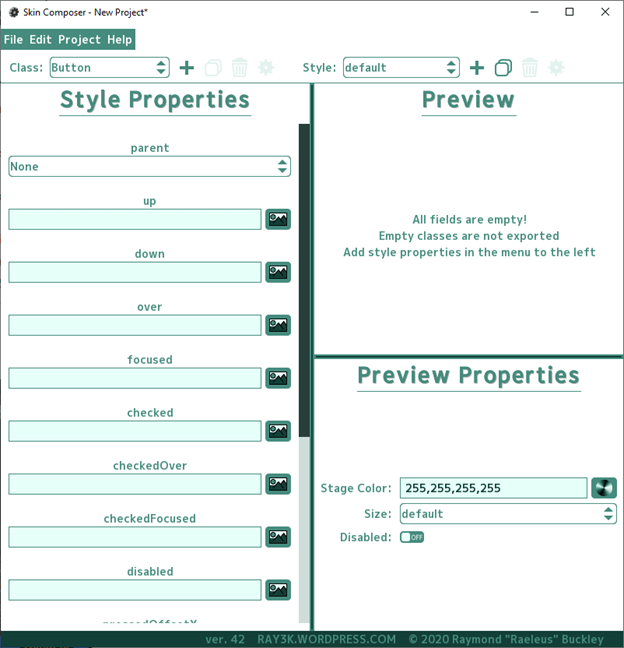 Skin Composer - New Project*
File Edit Project Help
Class: Button Style: default
Style Properties
parent
None
up
down
over
focused
checked
checkedOver
checkedFocused
disabled
pressedOffsetX
Preview
All fields are empty!
Empty classes are not exported
Add style properties in the menu to the left
Preview Properties
Stage Color: 255,255,255,255
Size: default
Disabled: OFF
ver. 42 RAY3K.WORDPRESS.COM © 2020 Raymond "Raeleus" Buckley